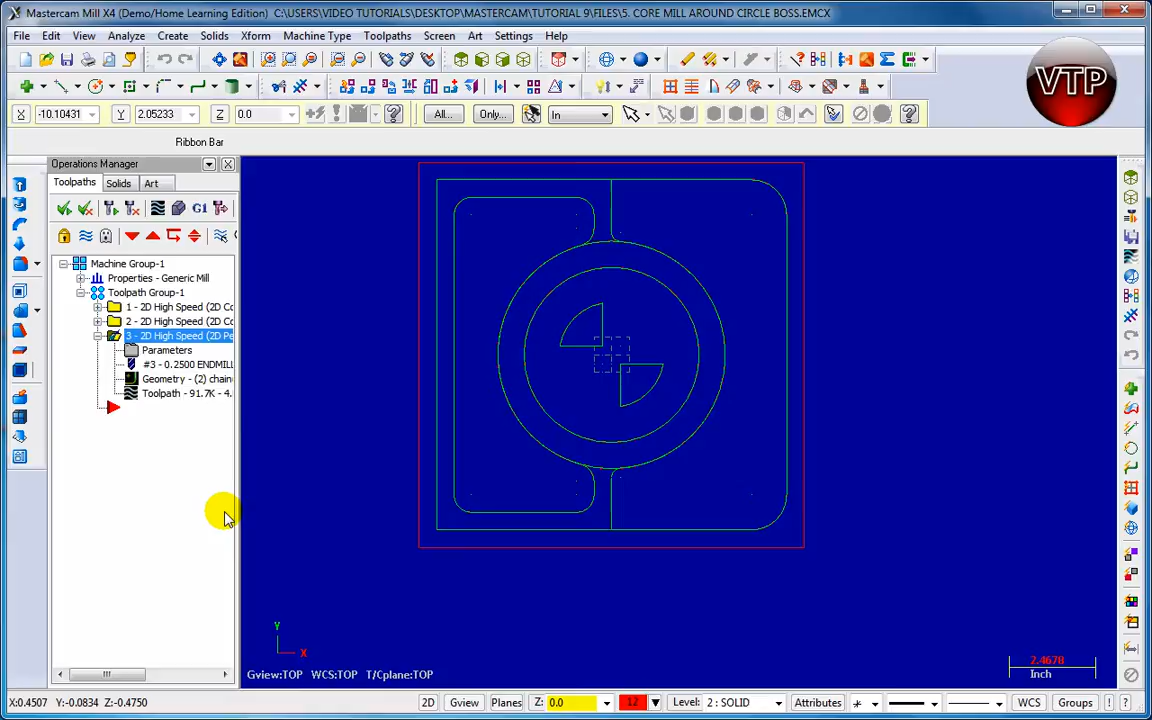 Mastercam Mill X4 (Demo/Home Learning Edition) C:\USERS\VIDEO TUTORIALS\DESKTOP\MASTERCAM\TUTORIAL 9\FILES\5. CORE MILL AROUND CIRCLE BOSS.EMCX
File Edit View Analyze Create Solids Xform Machine Type Toolpaths Screen Art Settings Help
VTP
X -10.10431 Y 2.05233 Z 0.0 All... Only... In
Ribbon Bar
Operations Manager
Toolpaths Solids Art
G1
Machine Group-1
Properties - Generic Mill
Toolpath Group-1
1 - 2D High Speed (2D Co
2 - 2D High Speed (2D Co
3 - 2D High Speed (2D Pe
Parameters
#3 - 0.2500 ENDMILL
Geometry - (2) chain
Toolpath - 91.7K - 4.
Y
X
Gview:TOP WCS:TOP T/Cplane:TOP
2.4678
Inch
X:0.4507 Y:-0.0834 Z:-0.4750 2D Gview Planes Z: 0.0 12 Level: 2 : SOLID Attributes WCS Groups ! ?